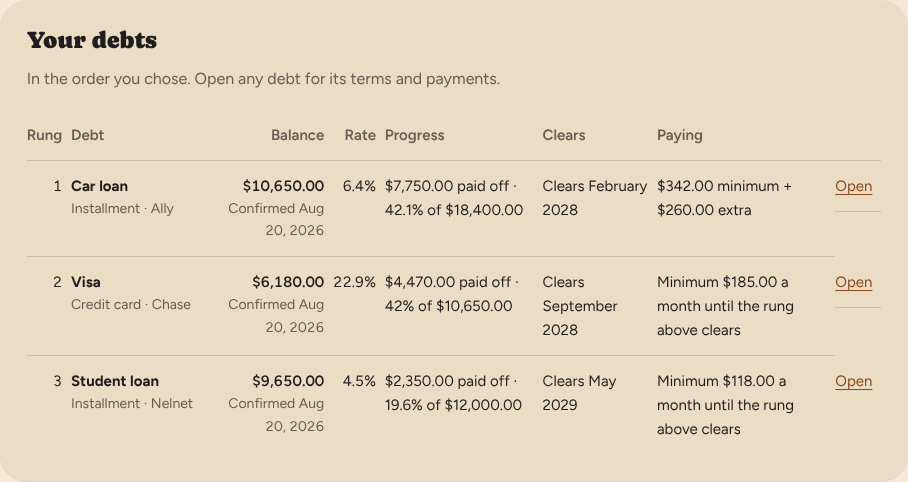 Your debts
In the order you chose. Open any debt for its terms and payments.
Rung Debt Balance Rate Progress Clears Paying
1 Car loan $10,650.00 6.4% $7,750.00 paid off · Clears February $342.00 minimum + Open
Installment · Ally Confirmed Aug 42.1% of $18,400.00 2028 $260.00 extra
20, 2026
2 Visa $6,180.00 22.9% $4,470.00 paid off · Clears Minimum $185.00 a Open
Credit card · Chase Confirmed Aug 42% of $10,650.00 September month until the rung
20, 2026 2028 above clears
3 Student loan $9,650.00 4.5% $2,350.00 paid off · Clears May Minimum $118.00 a Open
Installment · Nelnet Confirmed Aug 19.6% of $12,000.00 2029 month until the rung
20, 2026 above clears